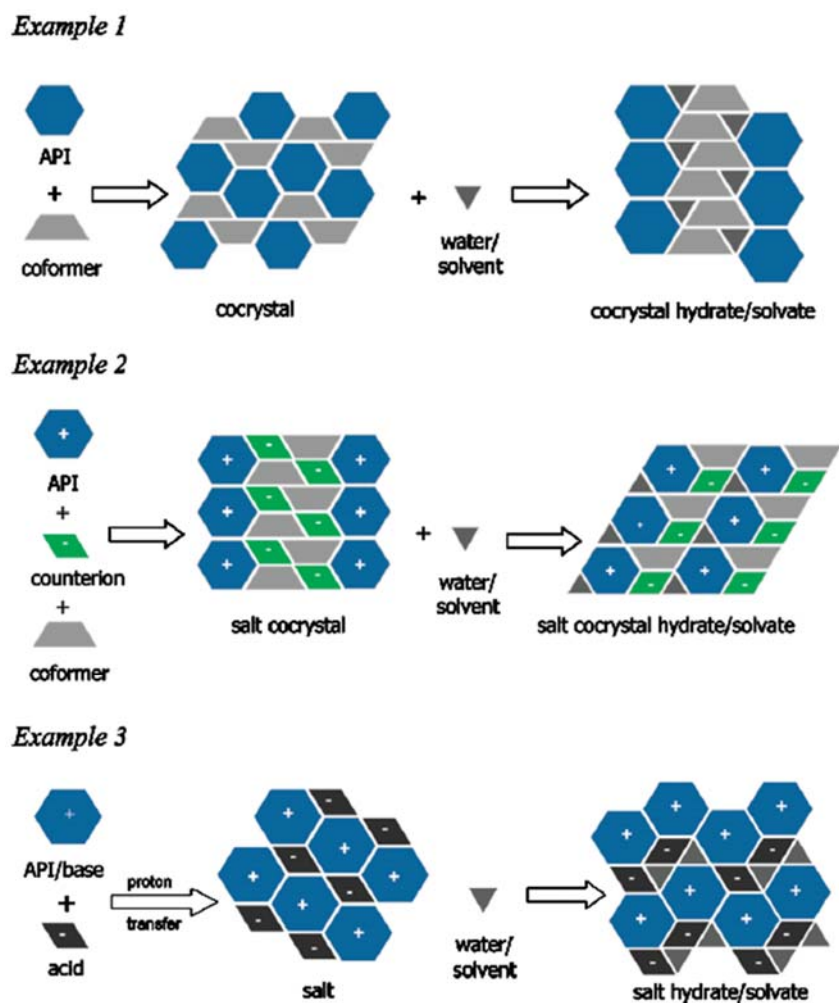 Example 1
API
+
coformer
cocrystal
+
water/
solvent
cocrystal hydrate/solvate
Example 2
+
API
+
-
counterion
+
coformer
+ - +
- 
+ - +
-
+ - +
-
salt cocrystal
+
water/
solvent
+ - + -
+ - + -
+ - + -
salt cocrystal hydrate/solvate
Example 3
+
API/base
+
-
acid
proton
transfer
+ -
+ -
+ - +
+ -
- - +
salt
water/
solvent
+ +
+ +
- - - -
+ +
+ +
- - - -
salt hydrate/solvate